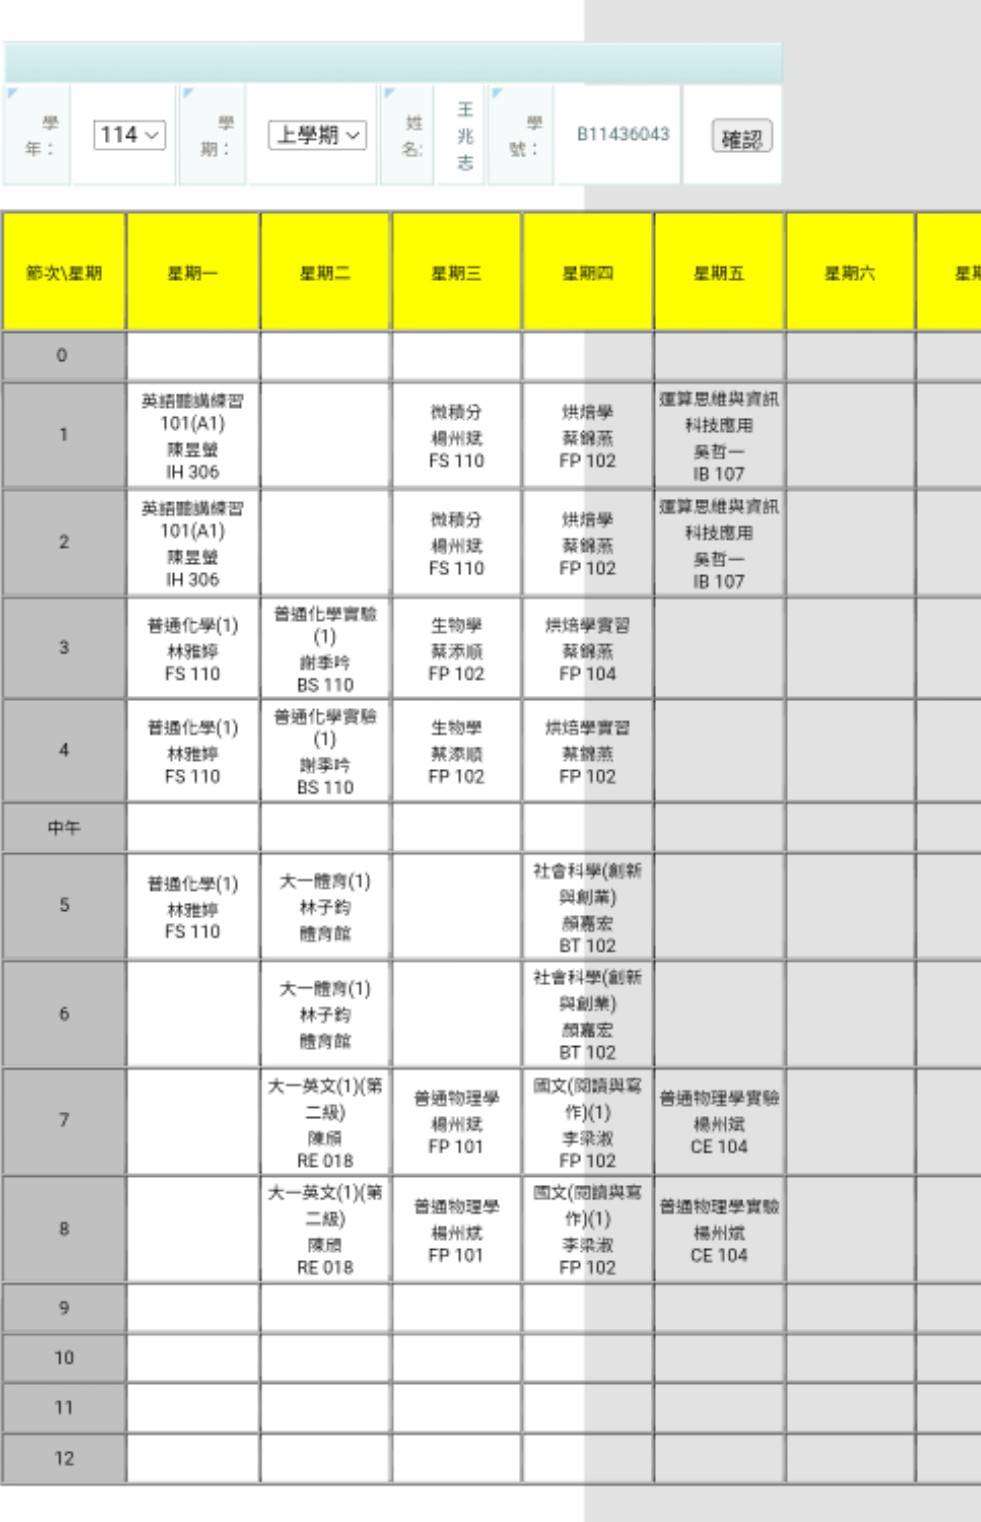 學年：
114
學期：
上學期
姓名:
王兆志
學號：
B11436043
確認
節次\星期 星期一 星期二 星期三 星期四 星期五 星期六 星期
0
1
英語聽講練習
101(A1)
陳昱螢
IH 306
微積分
楊州斌
FS 110
烘焙學
蔡錦燕
FP 102
運算思維與資訊
科技應用
吳哲一
IB 107
2
英語聽講練習
101(A1)
陳昱螢
IH 306
微積分
楊州斌
FS 110
烘焙學
蔡錦燕
FP 102
運算思維與資訊
科技應用
吳哲一
IB 107
3
普通化學(1)
林雅婷
FS 110
普通化學實驗
(1)
謝季吟
BS 110
生物學
蔡添順
FP 102
烘焙學實習
蔡錦燕
FP 104
4
普通化學(1)
林雅婷
FS 110
普通化學實驗
(1)
謝季吟
BS 110
生物學
蔡添順
FP 102
烘焙學實習
蔡錦燕
FP 102
中午
5
普通化學(1)
林雅婷
FS 110
大一體育(1)
林子鈞
體育館
社會科學(創新
與創業)
顏嘉宏
BT 102
6
大一體育(1)
林子鈞
體育館
社會科學(創新
與創業)
顏嘉宏
BT 102
7
大一英文(1)(第
二級)
陳頎
RE 018
普通物理學
楊州斌
FP 101
國文(閱讀與寫
作)(1)
李梁淑
FP 102
普通物理學實驗
楊州斌
CE 104
8
大一英文(1)(第
二級)
陳頎
RE 018
普通物理學
楊州斌
FP 101
國文(閱讀與寫
作)(1)
李梁淑
FP 102
普通物理學實驗
楊州斌
CE 104
9
10
11
12